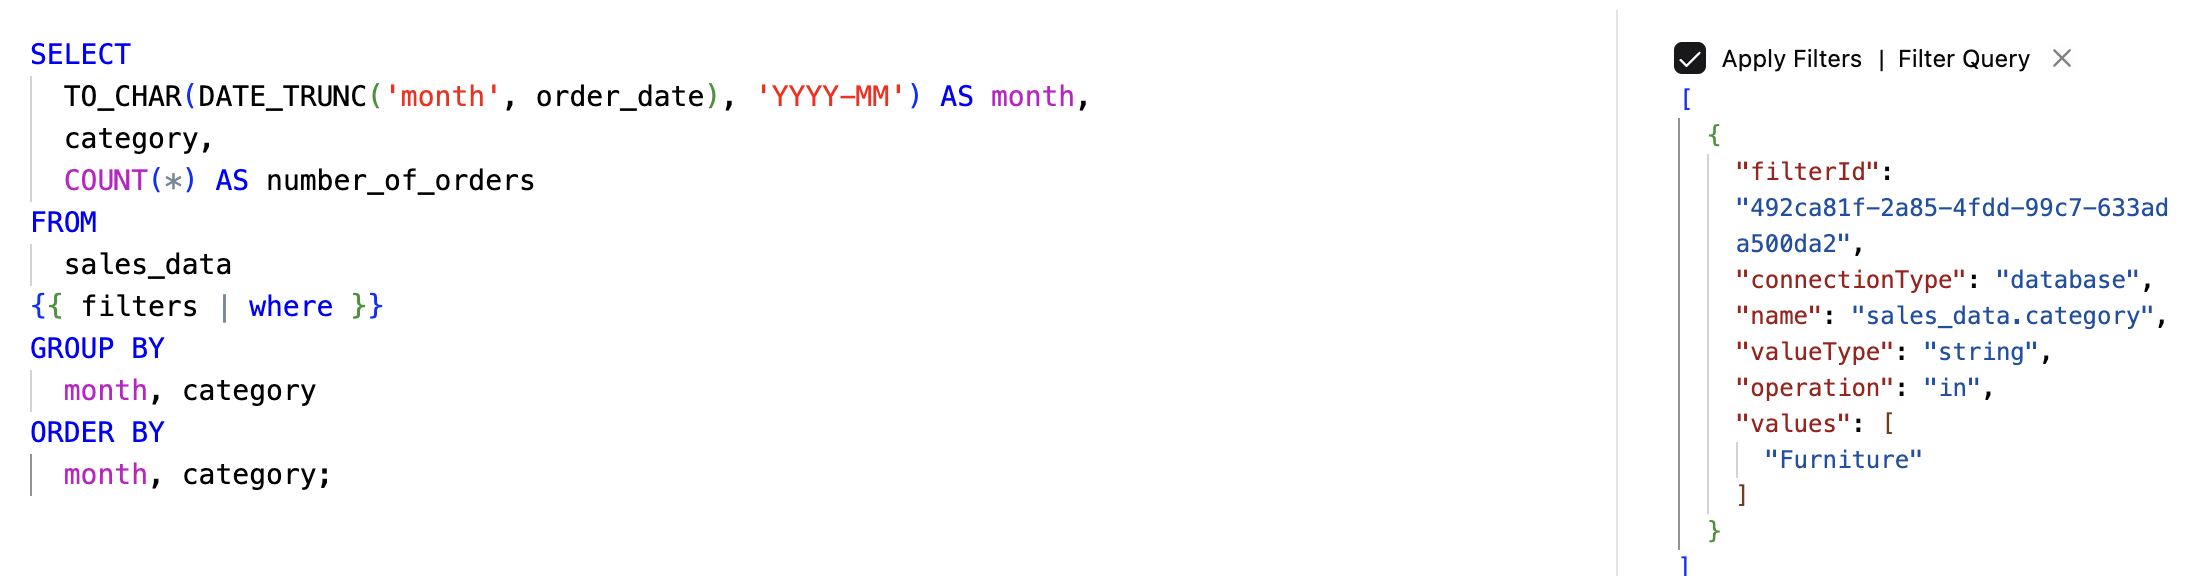 SELECT
TO_CHAR(DATE_TRUNC('month', order_date), 'YYYY-MM') AS month,
category,
COUNT(*) AS number_of_orders
FROM
sales_data
{{ filters | where }}
GROUP BY
month, category
ORDER BY
month, category;
Apply Filters | Filter Query ×
[
{
"filterId":
"492ca81f-2a85-4fdd-99c7-633ad
a500da2",
"connectionType": "database",
"name": "sales_data.category",
"valueType": "string",
"operation": "in",
"values": [
"Furniture"
]
}
]